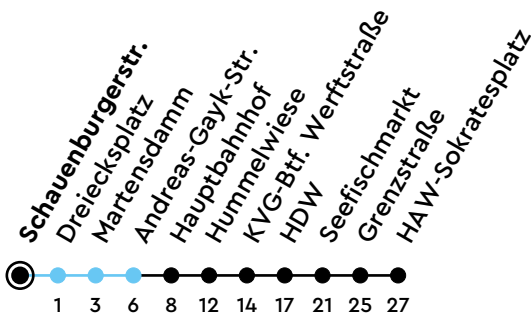 Schauenburgerstr.
Dreiecksplatz
Martensdamm
Andreas-Gayk-Str.
Hauptbahnhof
Hummelwiese
KVG-Btf. Werftstraße
HDW
Seefischmarkt
Grenzstraße
HAW-Sokratesplatz
1 3 6 8 12 14 17 21 25 27